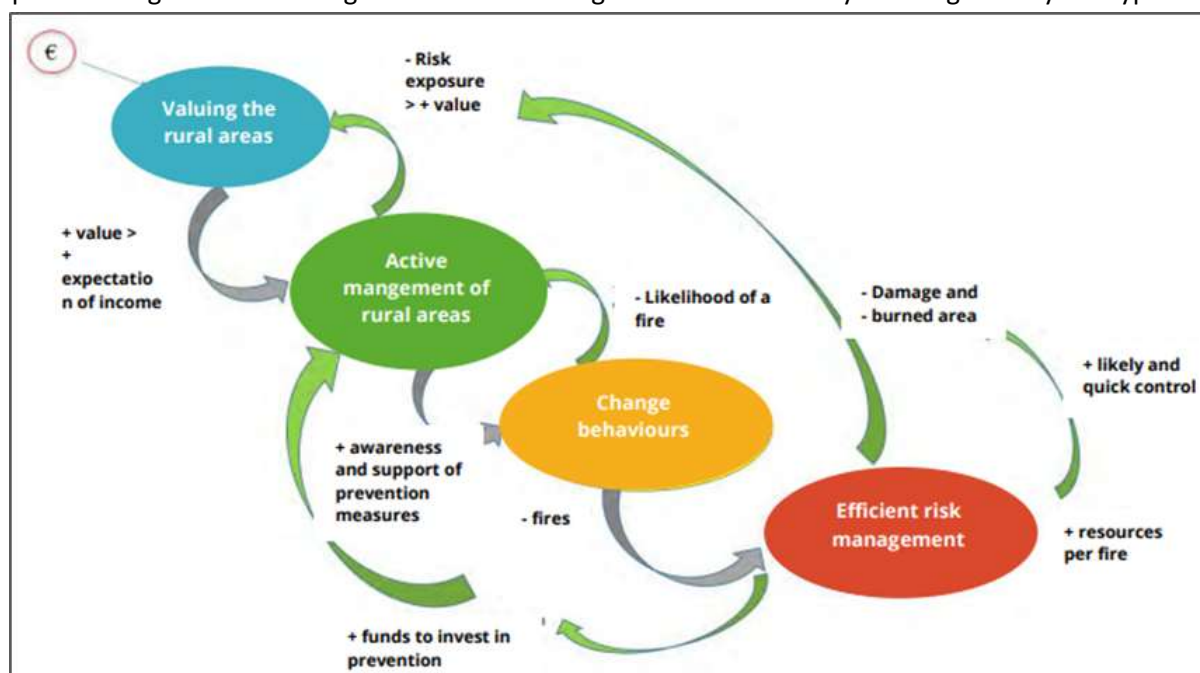 €
Valuing the
rural areas
- Risk
exposure
> + value
+ value >
+
expectatio
n of income
Active
mangement of
rural areas
- Likelihood of a
fire
- Damage and
- burned area
+ likely and
quick control
Change
behaviours
+ awareness
and support of
prevention
measures
- fires
Efficient risk
management
+ resources
per fire
+ funds to invest in
prevention